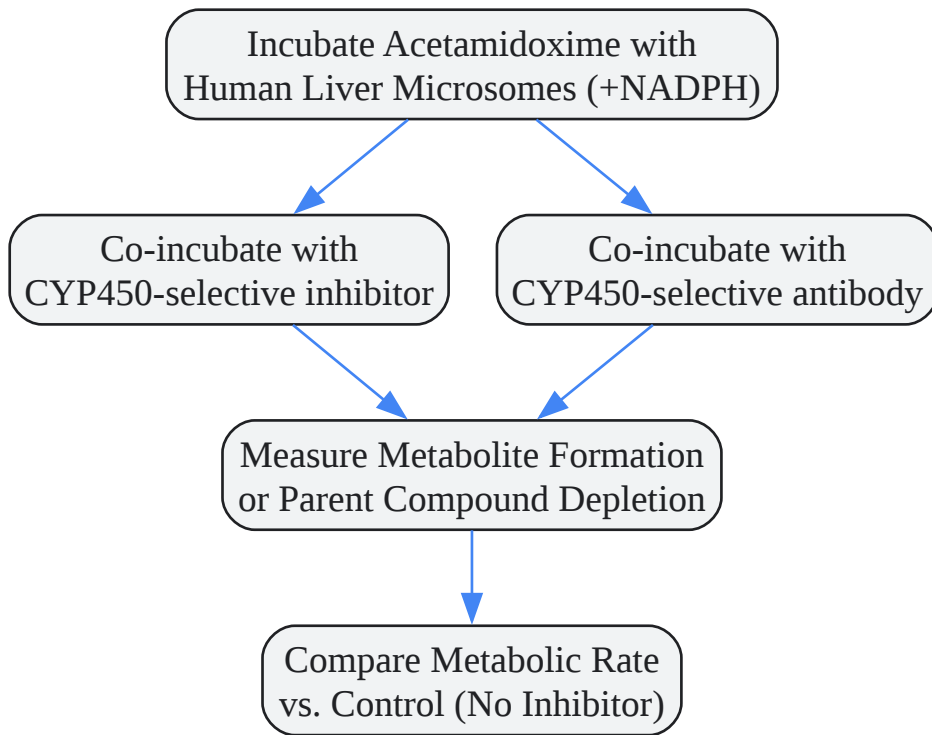 Incubate Acetamidoxime with
Human Liver Microsomes (+NADPH)
Co-incubate with
CYP450-selective inhibitor
Co-incubate with
CYP450-selective antibody
Measure Metabolite Formation
or Parent Compound Depletion
Compare Metabolic Rate
vs. Control (No Inhibitor)